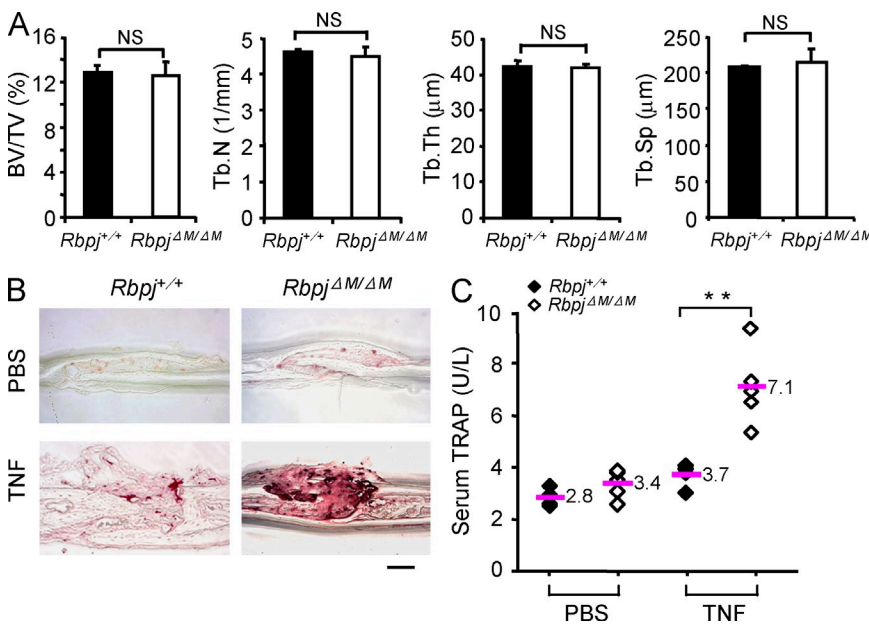 A
BV/TV (%)
16
12
8
4
0
NS
Rbpj+/+
RbpjΔM/ΔM
Tb.N (1/mm)
5
4
3
2
1
0
NS
Rbpj+/+
RbpjΔM/ΔM
Tb.Th (μm)
50
40
30
20
10
0
NS
Rbpj+/+
RbpjΔM/ΔM
Tb.Sp (μm)
250
200
150
100
50
0
NS
Rbpj+/+
RbpjΔM/ΔM
B
Rbpj+/+
RbpjΔM/ΔM
PBS
TNF
C
Rbpj+/+
RbpjΔM/ΔM
Serum TRAP (U/L)
10
8
6
4
2
0
**
2.8
3.4
3.7
7.1
PBS
TNF